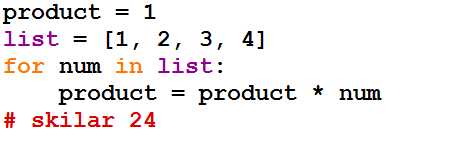 product = 1
list = [1, 2, 3, 4]
for num in list:
    product = product * num
# skilar 24